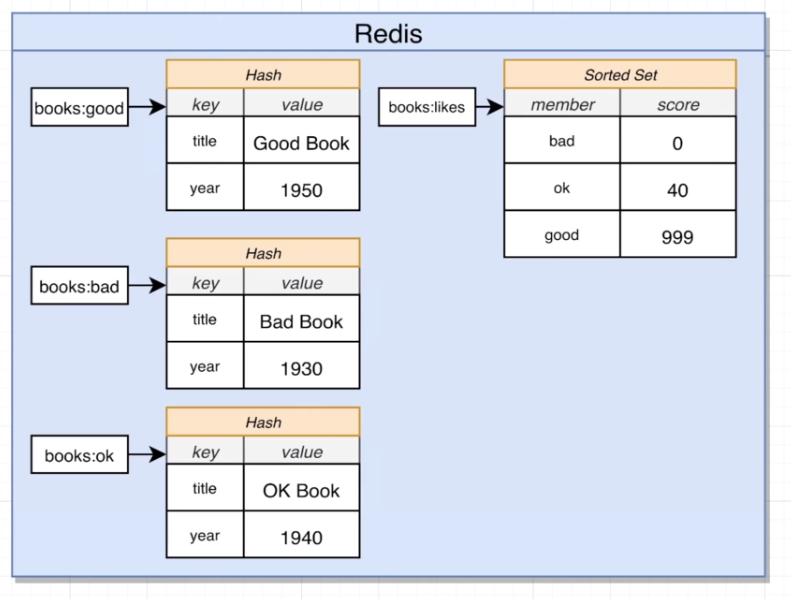 Redis
books:good
Hash
key value
title Good Book
year 1950
books:likes
Sorted Set
member score
bad 0
ok 40
good 999
books:bad
Hash
key value
title Bad Book
year 1930
books:ok
Hash
key value
title OK Book
year 1940